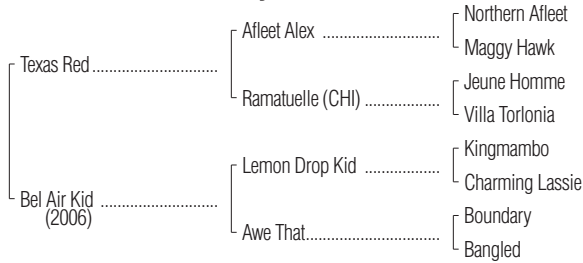 Northern Afleet
Afleet Alex ........................
Maggy Hawk
Texas Red..........................
Jeune Homme
Ramatuelle (CHI) ...............
Villa Torlonia
Kingmambo
Lemon Drop Kid ...............
Charming Lassie
Bel Air Kid ........................
(2006)
Boundary
Awe That...........................
Bangled